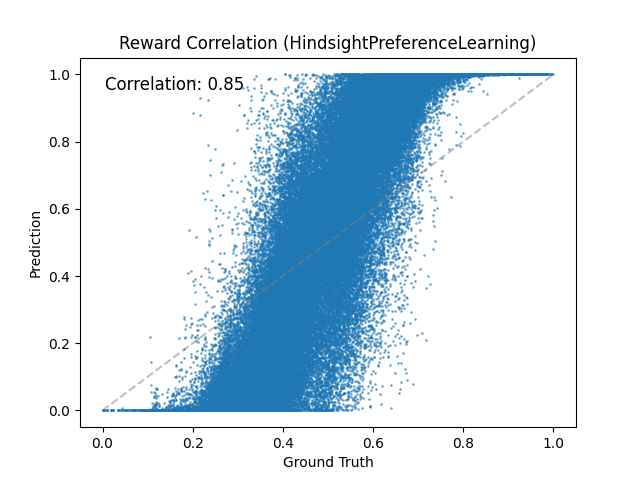 Reward Correlation (HindsightPreferenceLearning)
Correlation: 0.85
1.0
0.8
0.6
0.4
0.2
0.0
Prediction
0.0 0.2 0.4 0.6 0.8 1.0
Ground Truth